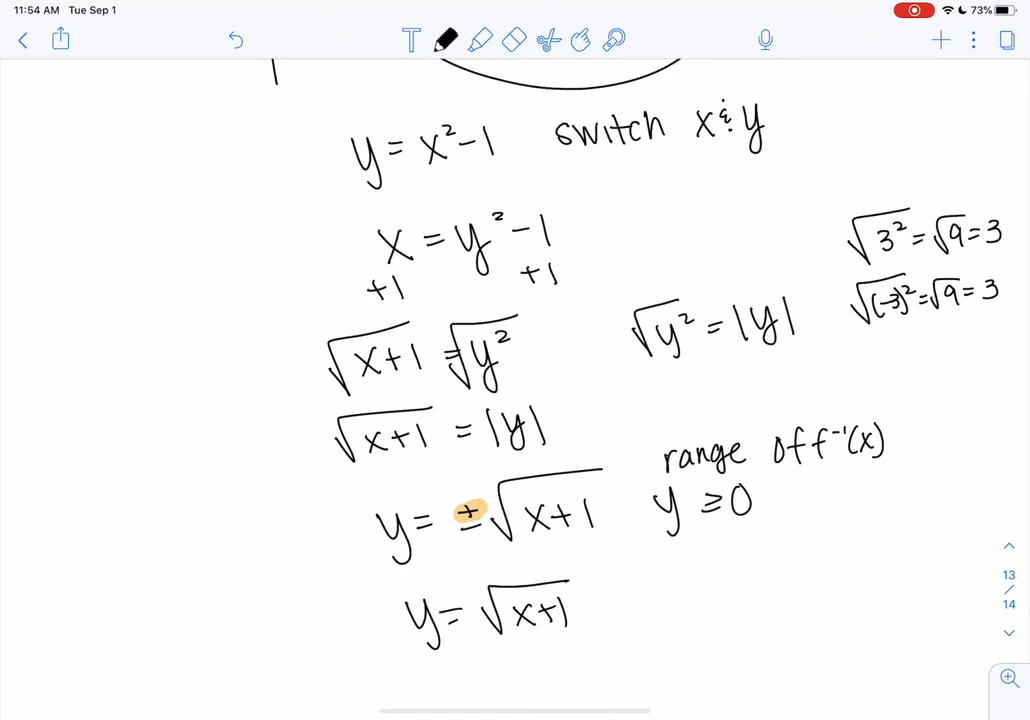 11:54 AM Tue Sep 1
73%
y = x² - 1 switch x & y
x = y² - 1
+1 +1
√(x+1) = √(y²)
√(y²) = |y|
√(3²) = √9 = 3
√((-3)²) = √9 = 3
√(x+1) = |y|
range of f⁻¹(x)
y = ±√(x+1) y ≥ 0
y = √(x+1)
13
/
14